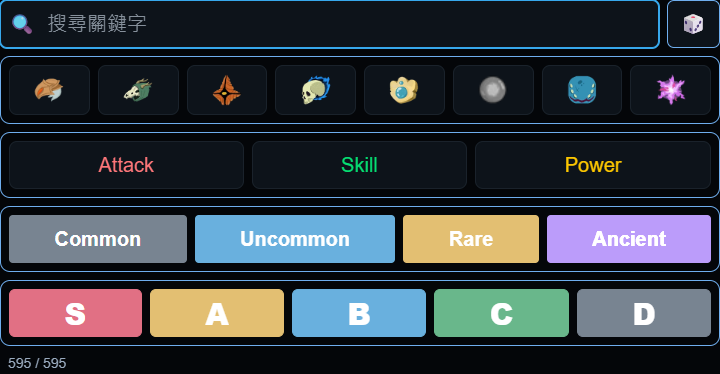 搜尋關鍵字
Attack Skill Power
Common Uncommon Rare Ancient
S A B C D
595 / 595